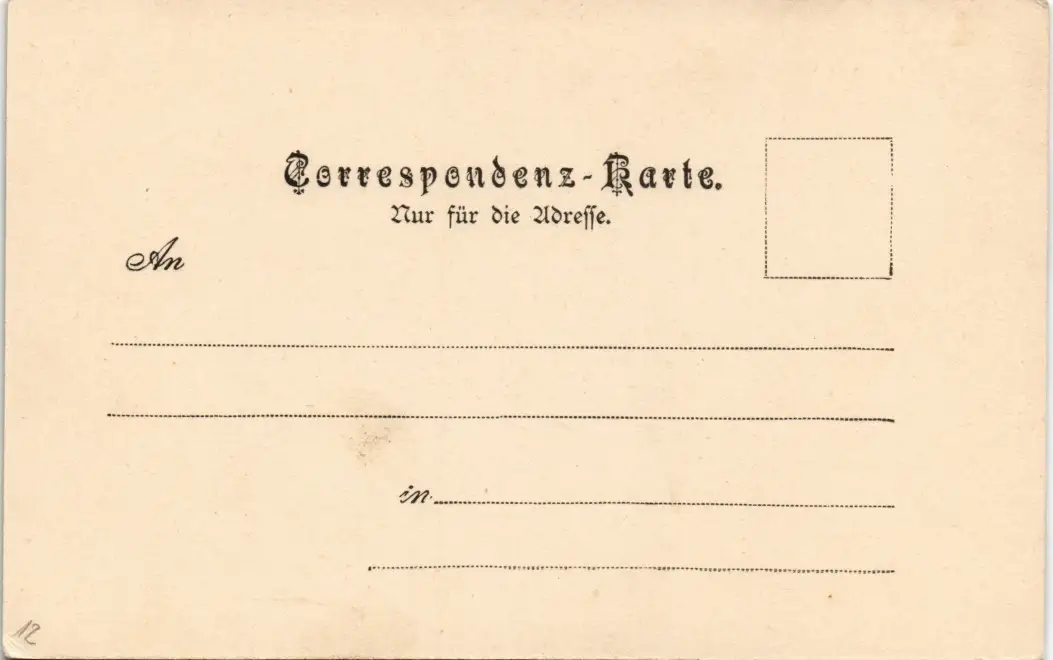 Correspondenz-Karte.
Nur für die Adresse.
An
in
12